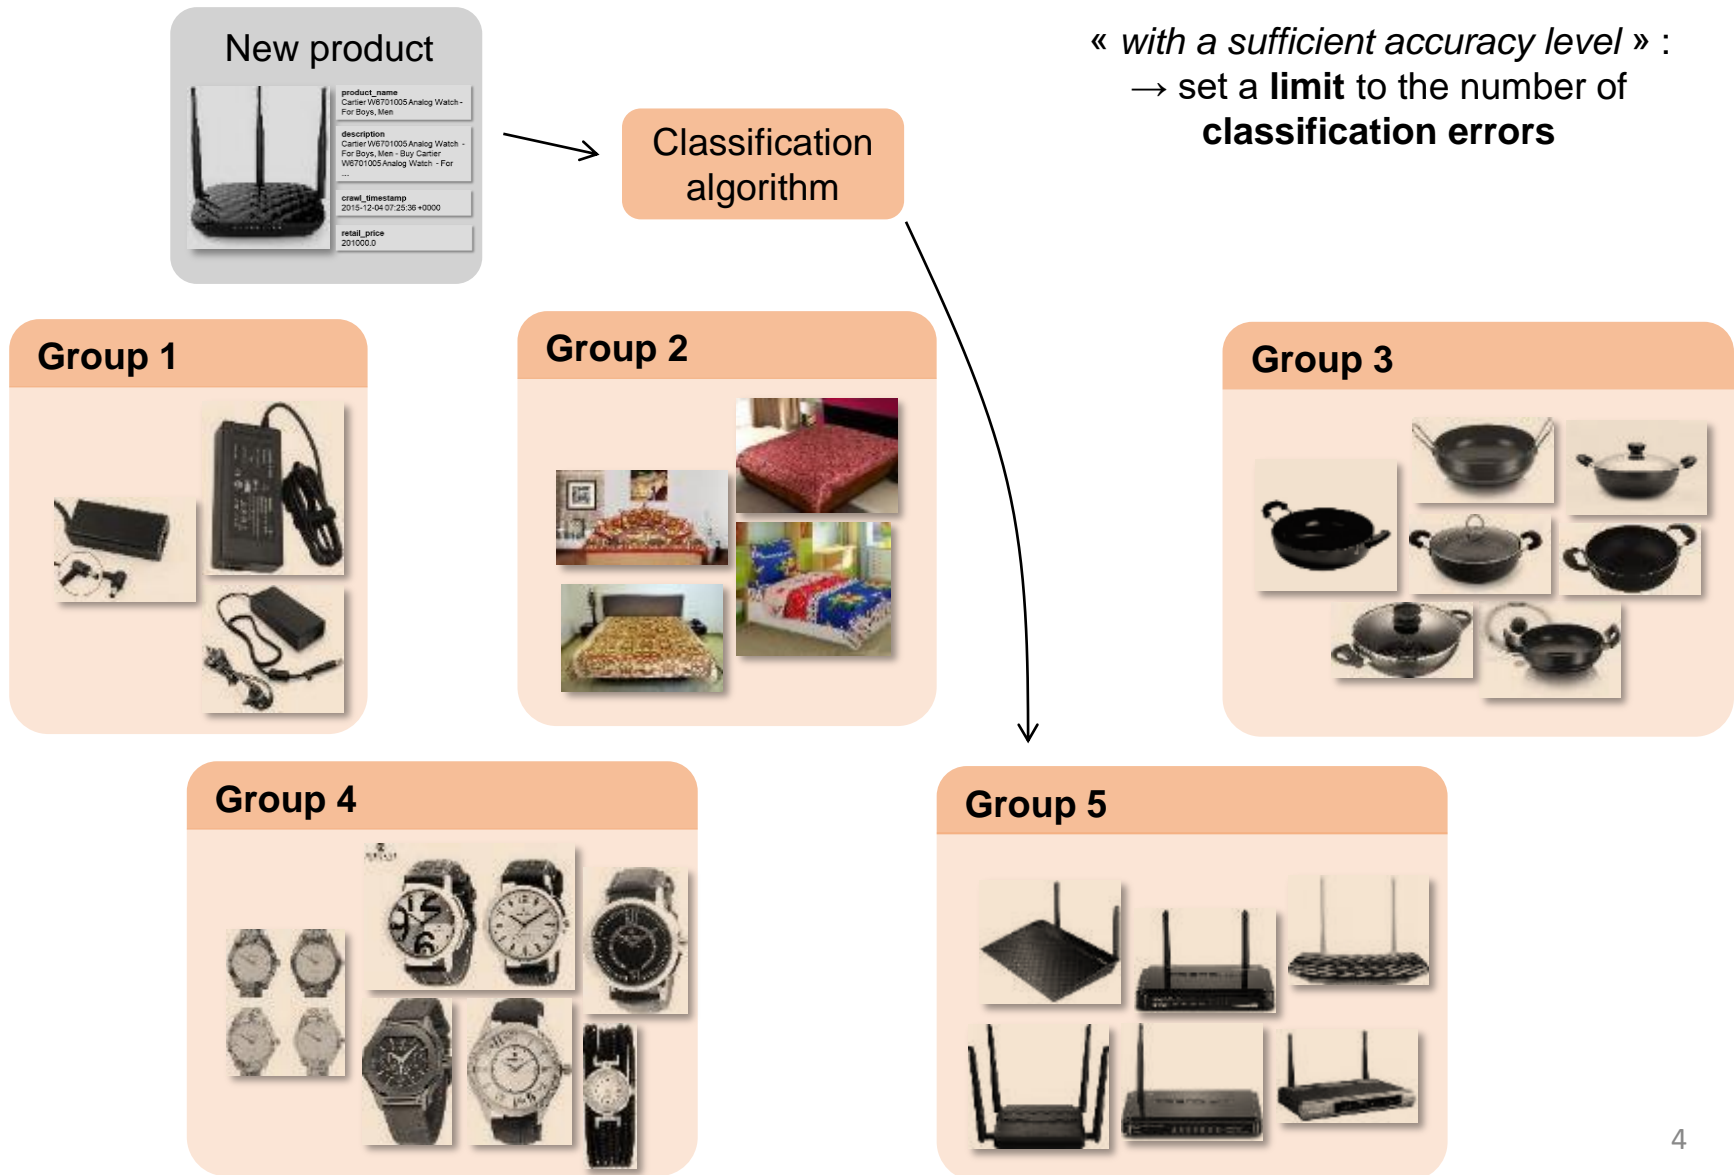 New product
product_name
Cartier W6701005 Analog Watch -
For Boys, Men
description
Cartier W6701005 Analog Watch -
For Boys, Men - Buy Cartier
W6701005 Analog Watch - For
...
crawl_timestamp
2015-12-04 07:25:36 +0000
retail_price
201000.0
Classification
algorithm
« with a sufficient accuracy level » :
→ set a limit to the number of
classification errors
Group 1
Group 2
Group 3
Group 4
12
6
Group 5
4